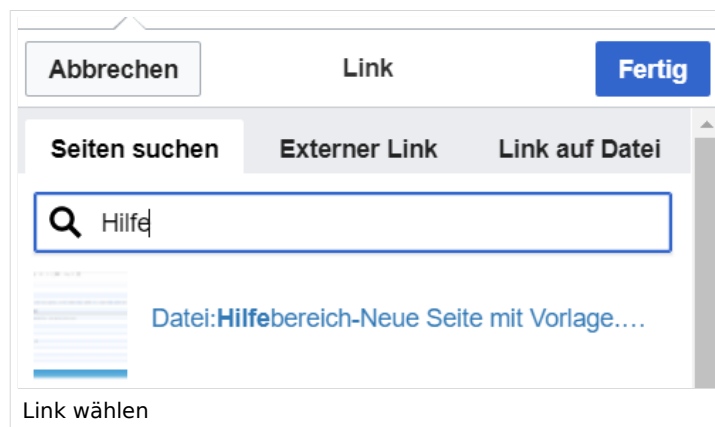 Abbrechen Link Fertig
Seiten suchen Externer Link Link auf Datei
Hilfe
Datei:Hilfebereich-Neue Seite mit Vorlage.…
Link wählen